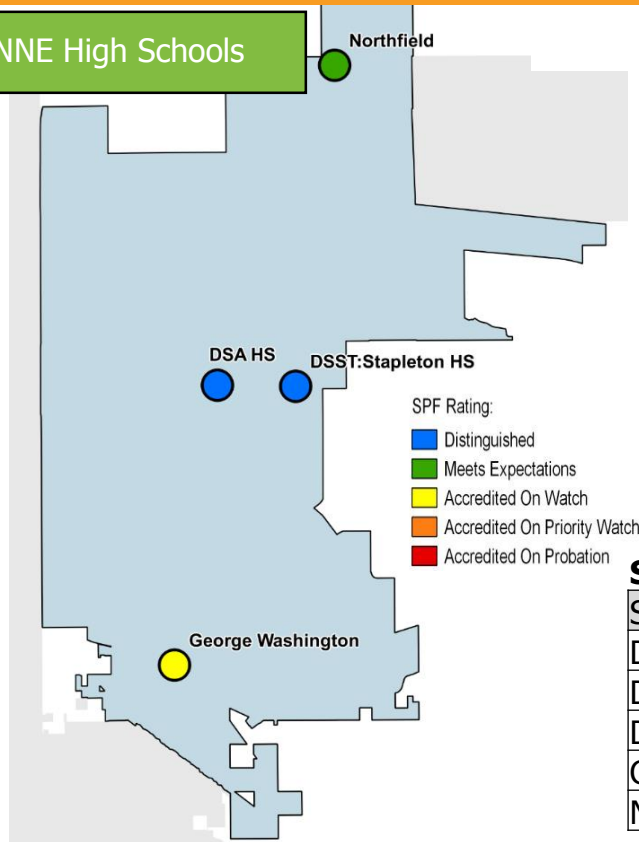 NNE High Schools
Northfield
DSA HS
DSST:Stapleton HS
SPF Rating:
Distinguished
Meets Expectations
Accredited On Watch
Accredited On Priority Watch
Accredited On Probation
George Washington